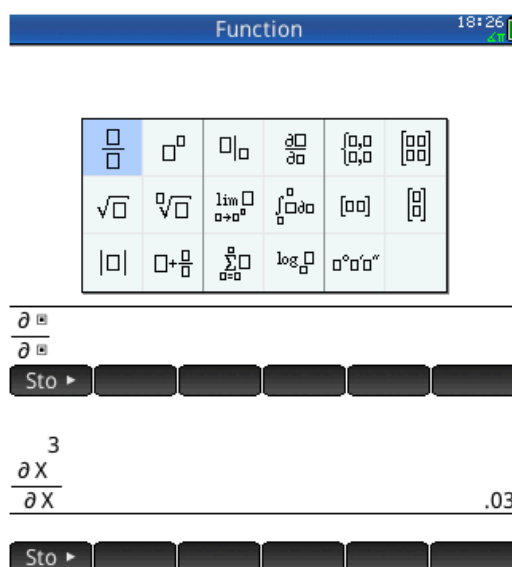 Function
18:26
∡π
□/□ □^□ □|□ ∂□/∂□ {□,□ □,□ [□□ □□]
√□ □√□ lim □ □→□ ∫□∂□ [□□] [□ □]
|□| □+□/□ Σ□ □=□ log□□ □°□′□″
∂ ▣
∂ ▣
Sto ►
3
∂ X
∂ X
.03
Sto ►